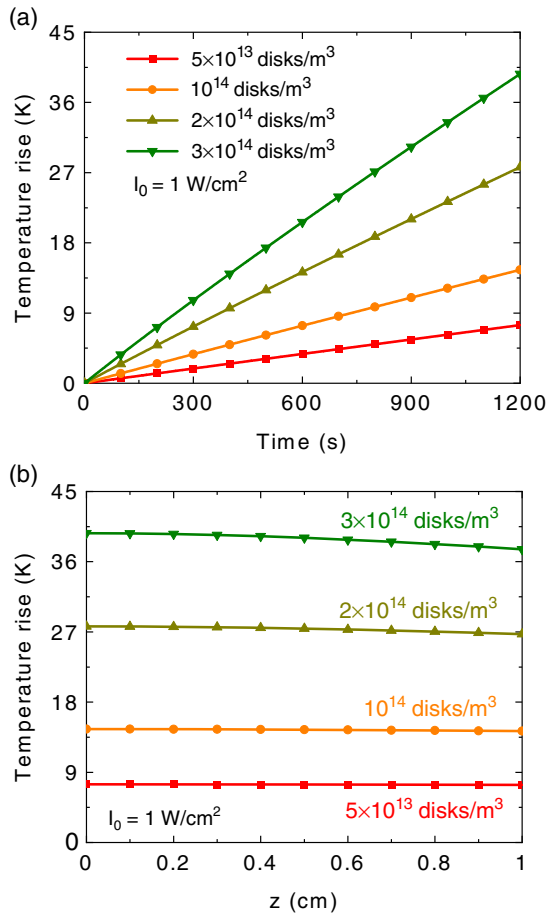 (a)
45
36
27
18
9
0
Temperature rise (K)
5×10¹³ disks/m³
10¹⁴ disks/m³
2×10¹⁴ disks/m³
3×10¹⁴ disks/m³
I₀ = 1 W/cm²
0 300 600 900 1200
Time (s)
(b)
45
36
27
18
9
0
Temperature rise (K)
3×10¹⁴ disks/m³
2×10¹⁴ disks/m³
10¹⁴ disks/m³
5×10¹³ disks/m³
I₀ = 1 W/cm²
0 0.2 0.4 0.6 0.8 1
z (cm)